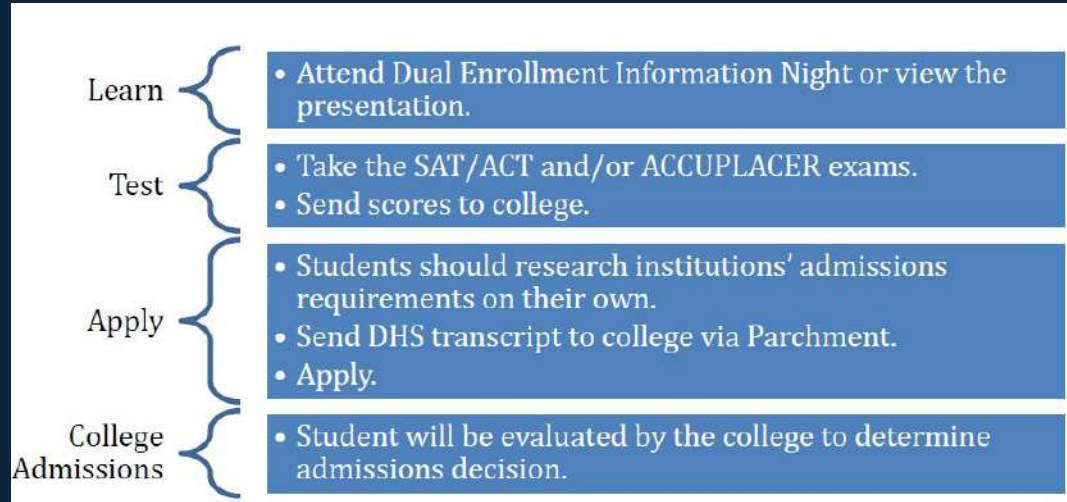 Learn
• Attend Dual Enrollment Information Night or view the
presentation.
Test
• Take the SAT/ACT and/or ACCUPLACER exams.
• Send scores to college.
Apply
• Students should research institutions’ admissions
requirements on their own.
• Send DHS transcript to college via Parchment.
• Apply.
College
Admissions
• Student will be evaluated by the college to determine
admissions decision.